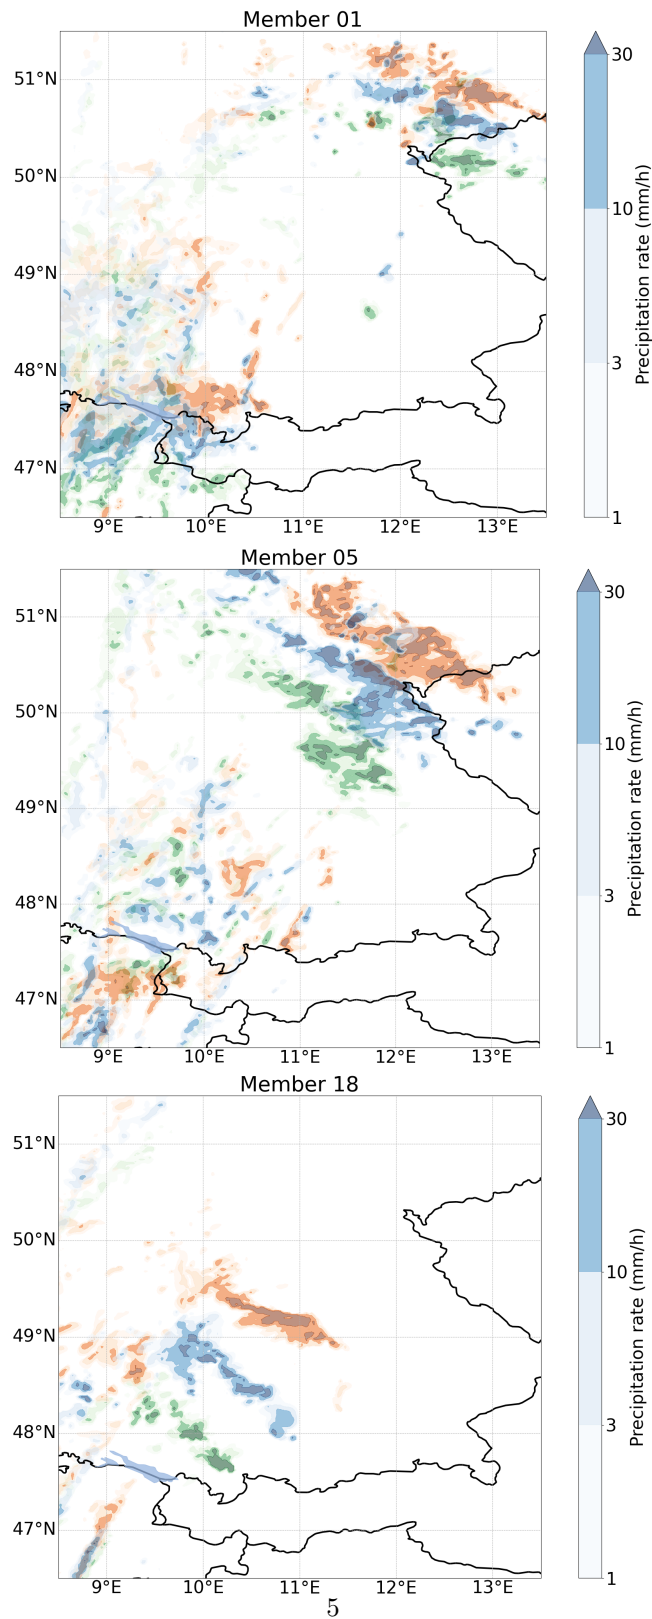 Member 01
51°N
50°N
49°N
48°N
47°N
9°E 10°E 11°E 12°E 13°E
30
10
3
1
Precipitation rate (mm/h)
Member 05
51°N
50°N
49°N
48°N
47°N
9°E 10°E 11°E 12°E 13°E
30
10
3
1
Precipitation rate (mm/h)
Member 18
51°N
50°N
49°N
48°N
47°N
9°E 10°E 11°E 12°E 13°E
30
10
3
1
Precipitation rate (mm/h)
5